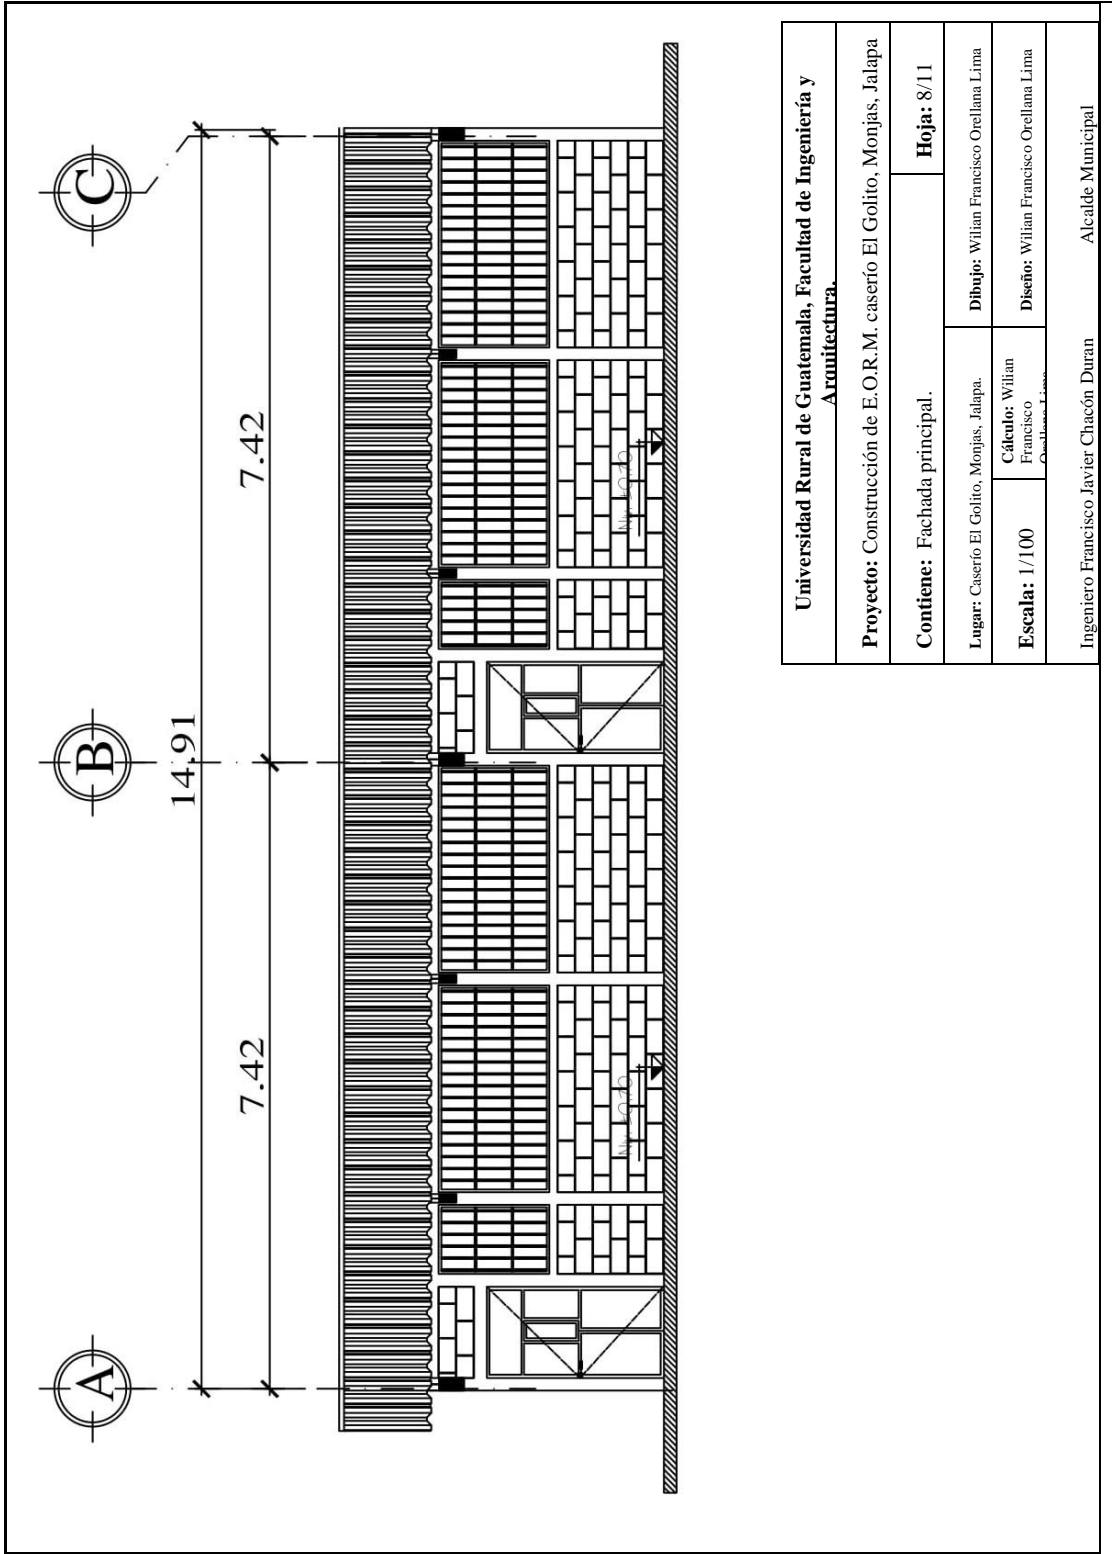 A
B
C
14.91
7.42
7.42
Universidad Rural de Guatemala, Facultad de Ingeniería y
Arquitectura.
Proyecto: Construcción de E.O.R.M. caserío El Golito, Monjas, Jalapa
Contiene: Fachada principal.
Hoja: 8/11
Lugar: Caserío El Golito, Monjas, Jalapa.
Dibujo: Wilian Francisco Orellana Lima
Escala: 1/100
Cálculo: Wilian
Francisco
Orellana Lima
Diseño: Wilian Francisco Orellana Lima
Ingeniero Francisco Javier Chacón Duran
Alcalde Municipal